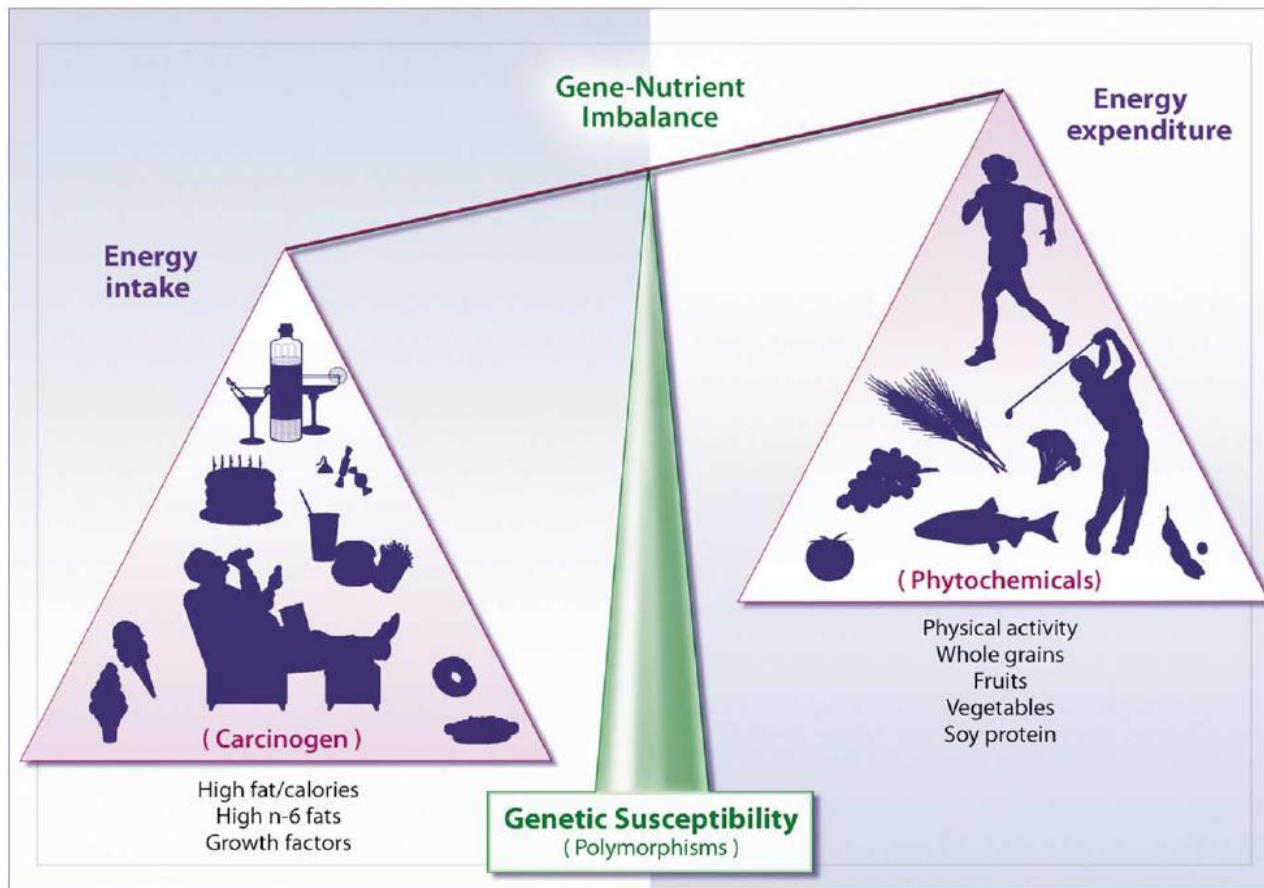 Gene-Nutrient
Imbalance
Energy
expenditure
Energy
intake
( Carcinogen )
High fat/calories
High n-6 fats
Growth factors
( Phytochemicals)
Physical activity
Whole grains
Fruits
Vegetables
Soy protein
Genetic Susceptibility
( Polymorphisms )